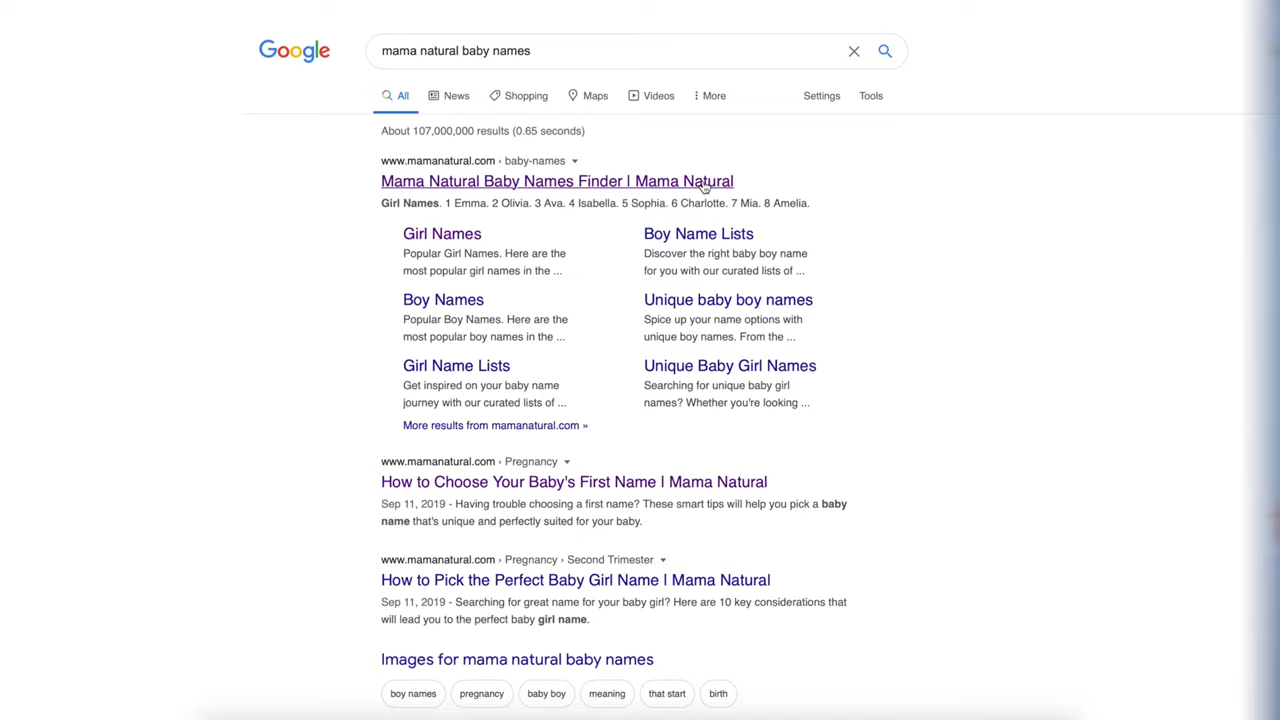 Google
mama natural baby names
All News Shopping Maps Videos More Settings Tools
About 107,000,000 results (0.65 seconds)
www.mamanatural.com › baby-names
Mama Natural Baby Names Finder | Mama Natural
Girl Names. 1 Emma. 2 Olivia. 3 Ava. 4 Isabella. 5 Sophia. 6 Charlotte. 7 Mia. 8 Amelia.
Girl Names
Popular Girl Names. Here are the
most popular girl names in the ...
Boy Name Lists
Discover the right baby boy name
for you with our curated lists of ...
Boy Names
Popular Boy Names. Here are the
most popular boy names in the ...
Unique baby boy names
Spice up your name options with
unique boy names. From the ...
Girl Name Lists
Get inspired on your baby name
journey with our curated lists of ...
Unique Baby Girl Names
Searching for unique baby girl
names? Whether you're looking ...
More results from mamanatural.com »
www.mamanatural.com › Pregnancy
How to Choose Your Baby's First Name | Mama Natural
Sep 11, 2019 - Having trouble choosing a first name? These smart tips will help you pick a baby
name that's unique and perfectly suited for your baby.
www.mamanatural.com › Pregnancy › Second Trimester
How to Pick the Perfect Baby Girl Name | Mama Natural
Sep 11, 2019 - Searching for great name for your baby girl? Here are 10 key considerations that
will lead you to the perfect baby girl name.
Images for mama natural baby names
boy names pregnancy baby boy meaning that start birth